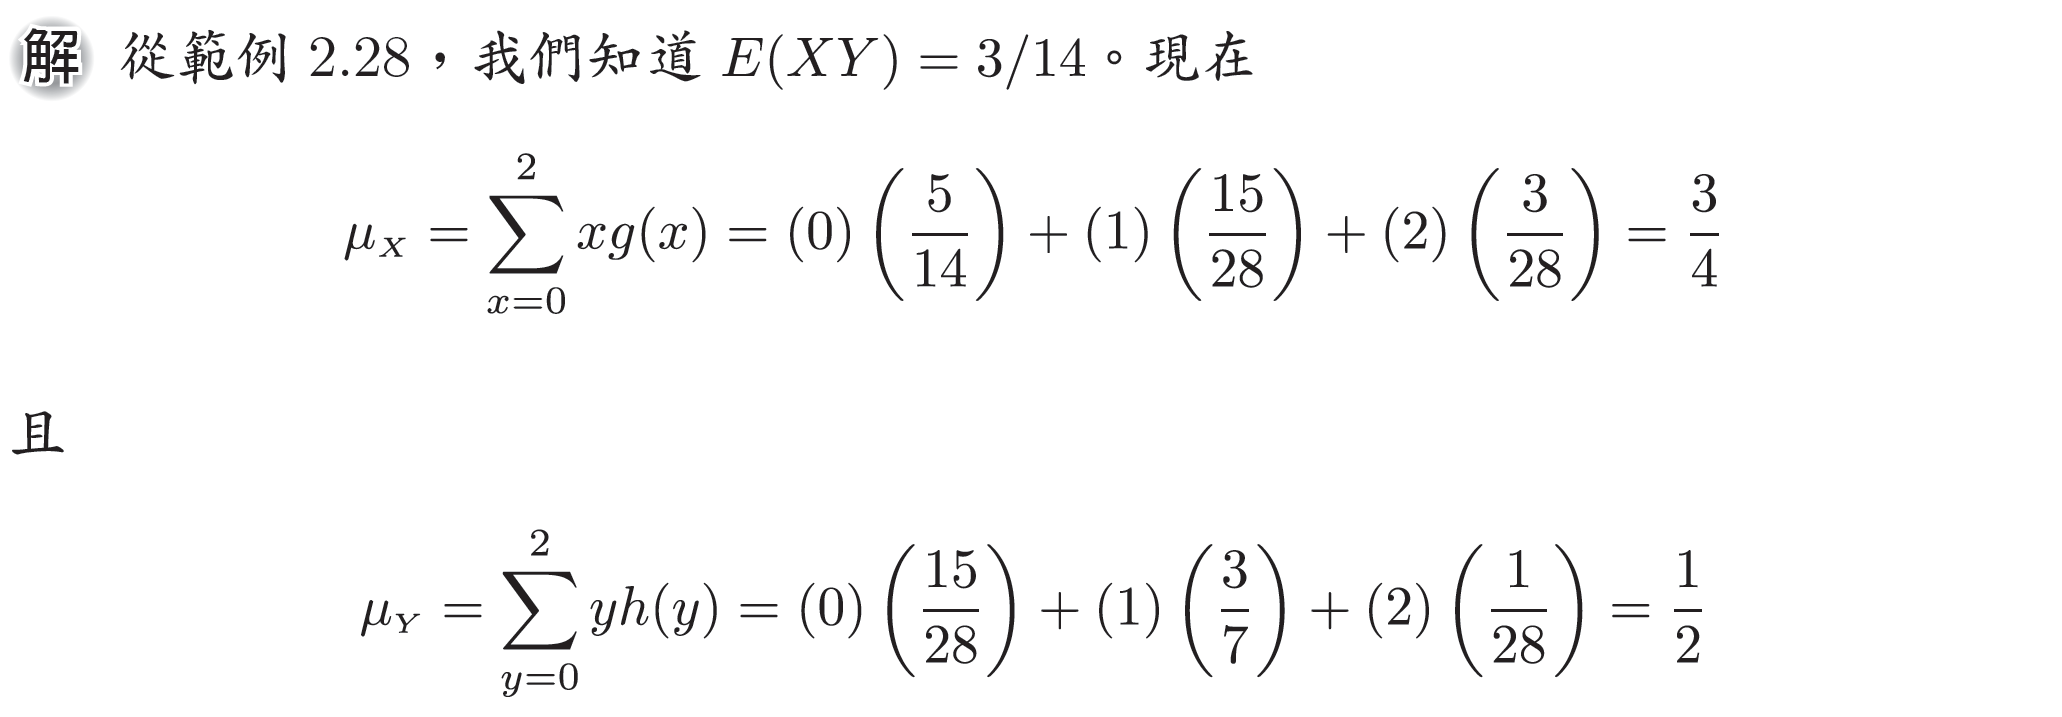 解 從範例 2.28，我們知道 E(XY) = 3/14。現在
μ_X = \sum_{x=0}^{2} xg(x) = (0)(5/14) + (1)(15/28) + (2)(3/28) = 3/4
且
μ_Y = \sum_{y=0}^{2} yh(y) = (0)(15/28) + (1)(3/7) + (2)(1/28) = 1/2